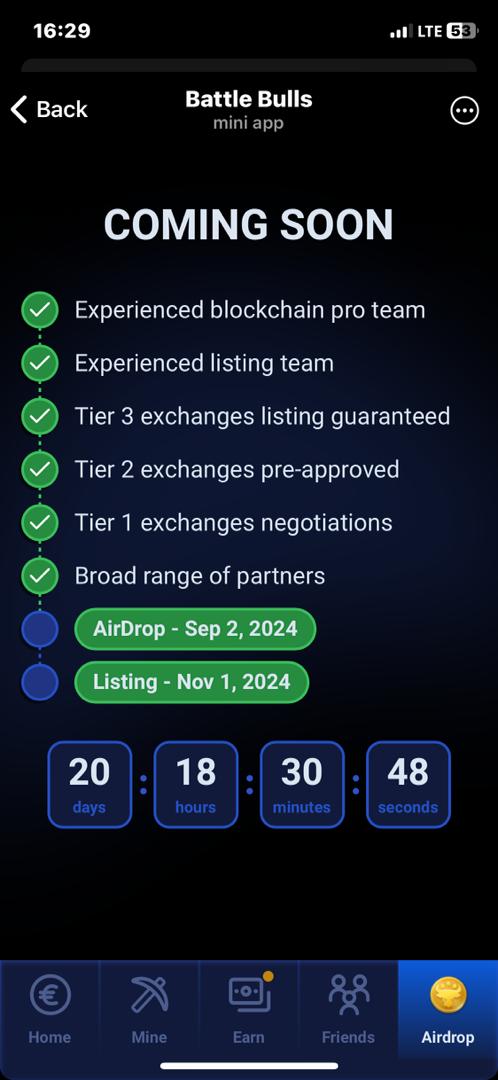 16:29
LTE 53
Back
Battle Bulls
mini app
COMING SOON
Experienced blockchain pro team
Experienced listing team
Tier 3 exchanges listing guaranteed
Tier 2 exchanges pre-approved
Tier 1 exchanges negotiations
Broad range of partners
AirDrop - Sep 2, 2024
Listing - Nov 1, 2024
20 : 18 : 30 : 48
days hours minutes seconds
Home Mine Earn Friends Airdrop